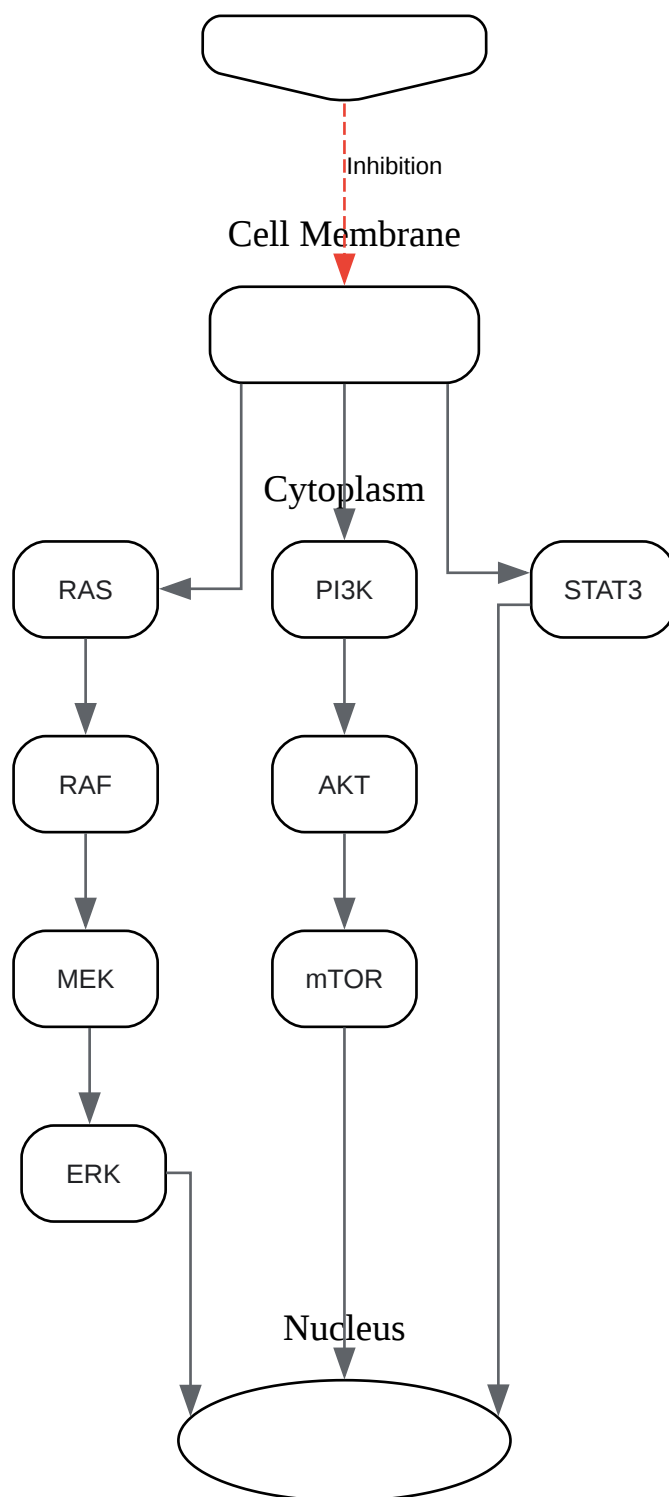 Inhibition
Cell Membrane
Cytoplasm
RAS
PI3K
STAT3
RAF
AKT
MEK
mTOR
ERK
Nucleus